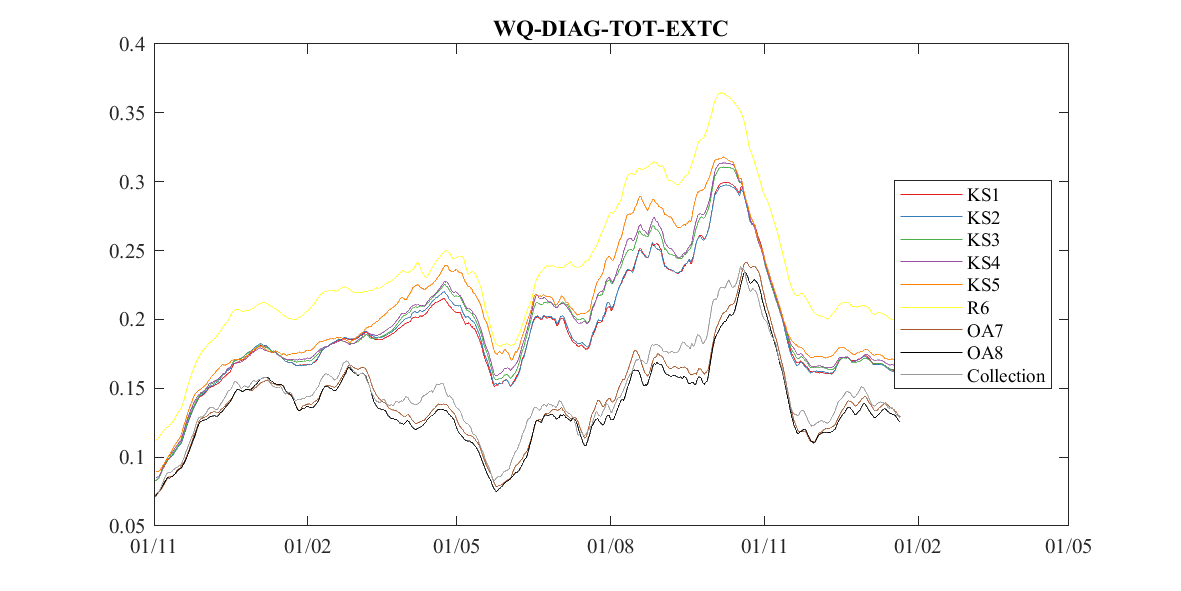 WQ-DIAG-TOT-EXTC
0.4
0.35
0.3
0.25
0.2
0.15
0.1
0.05
01/11
01/02
01/05
01/08
01/11
01/02
01/05
KS1
KS2
KS3
KS4
KS5
R6
OA7
OA8
Collection